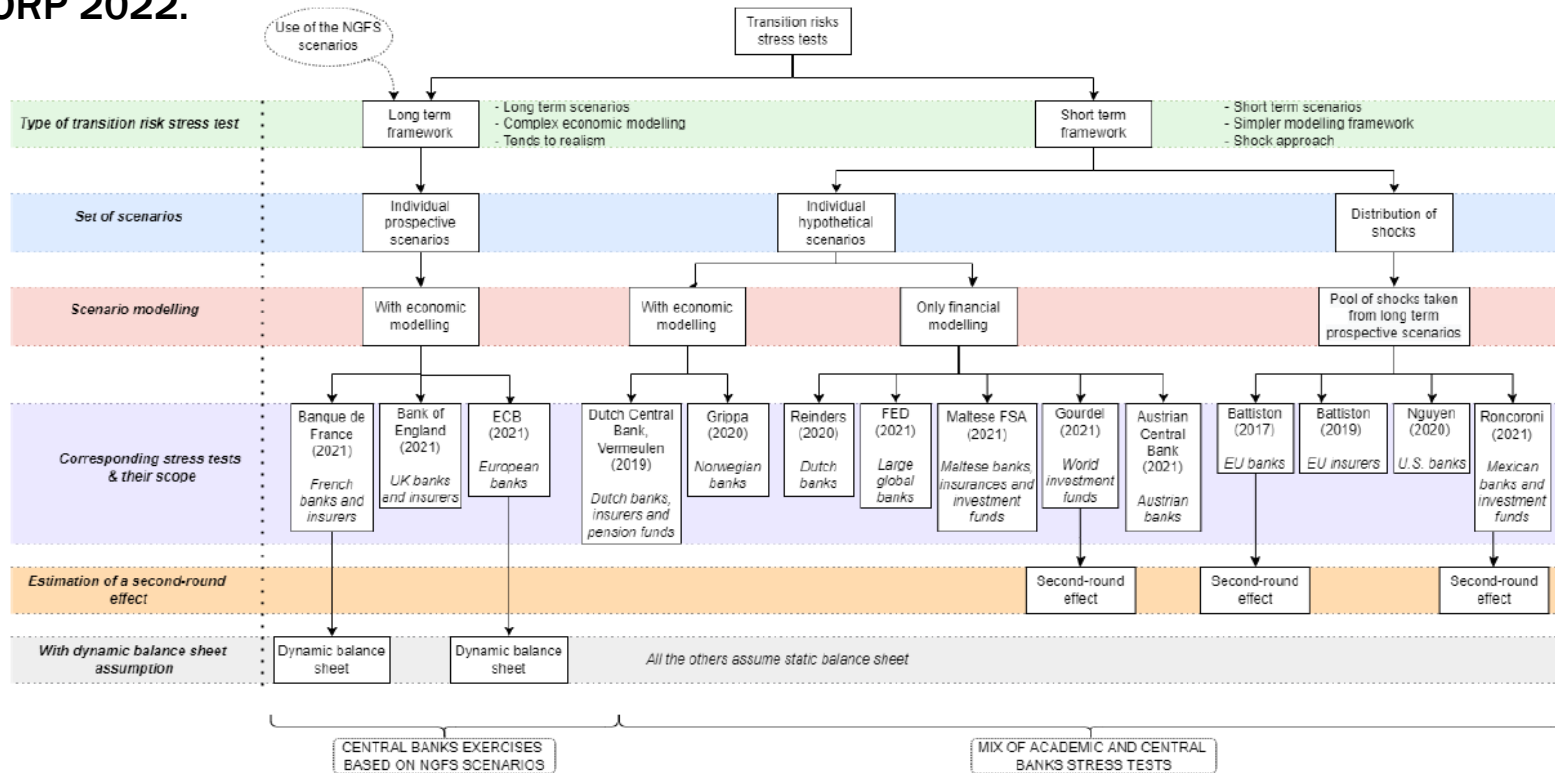 ORP 2022.
Use of the NGFS
scenarios
Transition risks
stress tests
Type of transition risk stress test
Long term
framework
- Long term scenarios
- Complex economic modelling
- Tends to realism
Short term
framework
- Short term scenarios
- Simpler modelling framework
- Shock approach
Set of scenarios
Individual
prospective
scenarios
Individual
hypothetical
scenarios
Distribution of
shocks
Scenario modelling
With economic
modelling
With economic
modelling
Only financial
modelling
Pool of shocks taken
from long term
prospective scenarios
Corresponding stress tests
& their scope
Banque de
France
(2021)
French
banks and
insurers
Bank of
England
(2021)
UK banks
and insurers
ECB
(2021)
European
banks
Dutch Central
Bank,
Vermeulen
(2019)
Dutch banks,
insurers and
pension funds
Grippa
(2020)
Norwegian
banks
Reinders
(2020)
Dutch
banks
FED
(2021)
Large
global
banks
Maltese FSA
(2021)
Maltese banks,
insurances and
investment
funds
Gourdel
(2021)
World
investment
funds
Austrian
Central
Bank
(2021)
Austrian
banks
Battiston
(2017)
EU banks
Battiston
(2019)
EU insurers
Nguyen
(2020)
U.S. banks
Roncoroni
(2021)
Mexican
banks and
investment
funds
Estimation of a second-round
effect
Second-round
effect
Second-round
effect
Second-round
effect
With dynamic balance sheet
assumption
Dynamic balance
sheet
Dynamic balance
sheet
All the others assume static balance sheet
CENTRAL BANKS EXERCISES
BASED ON NGFS SCENARIOS
MIX OF ACADEMIC AND CENTRAL
BANKS STRESS TESTS